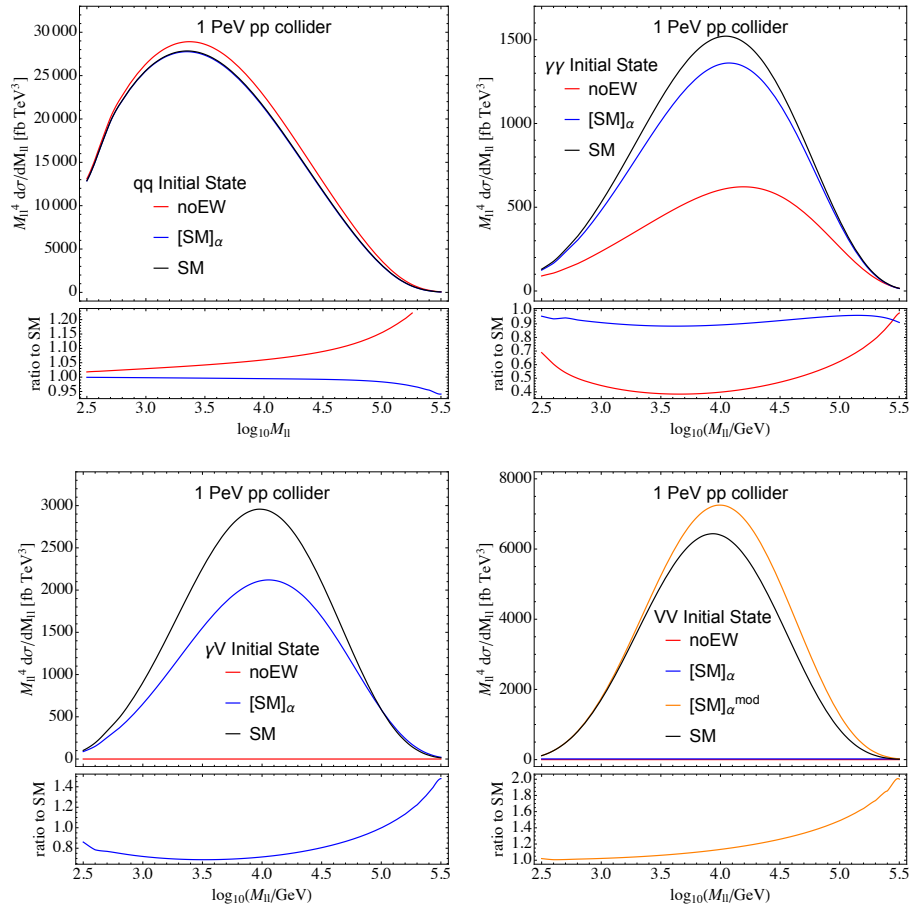 1 PeV pp collider
M_ll^4 dσ/dM_ll [fb TeV^3]
30 000
25 000
20 000
15 000
10 000
5000
0
qq Initial State
noEW
[SM]_α
SM
ratio to SM
1.20
1.15
1.10
1.05
1.00
0.95
2.5 3.0 3.5 4.0 4.5 5.0 5.5
log_10 M_ll
1 PeV pp collider
M_ll^4 dσ/dM_ll [fb TeV^3]
1500
1000
500
0
γγ Initial State
noEW
[SM]_α
SM
ratio to SM
1.0
0.9
0.8
0.7
0.6
0.5
0.4
2.5 3.0 3.5 4.0 4.5 5.0 5.5
log_10(M_ll/GeV)
1 PeV pp collider
M_ll^4 dσ/dM_ll [fb TeV^3]
3000
2500
2000
1500
1000
500
0
γV Initial State
noEW
[SM]_α
SM
ratio to SM
1.4
1.2
1.0
0.8
2.5 3.0 3.5 4.0 4.5 5.0 5.5
log_10(M_ll/GeV)
1 PeV pp collider
M_ll^4 dσ/dM_ll [fb TeV^3]
8000
6000
4000
2000
0
VV Initial State
noEW
[SM]_α
[SM]_α^mod
SM
ratio to SM
2.0
1.8
1.6
1.4
1.2
1.0
2.5 3.0 3.5 4.0 4.5 5.0 5.5
log_10(M_ll/GeV)